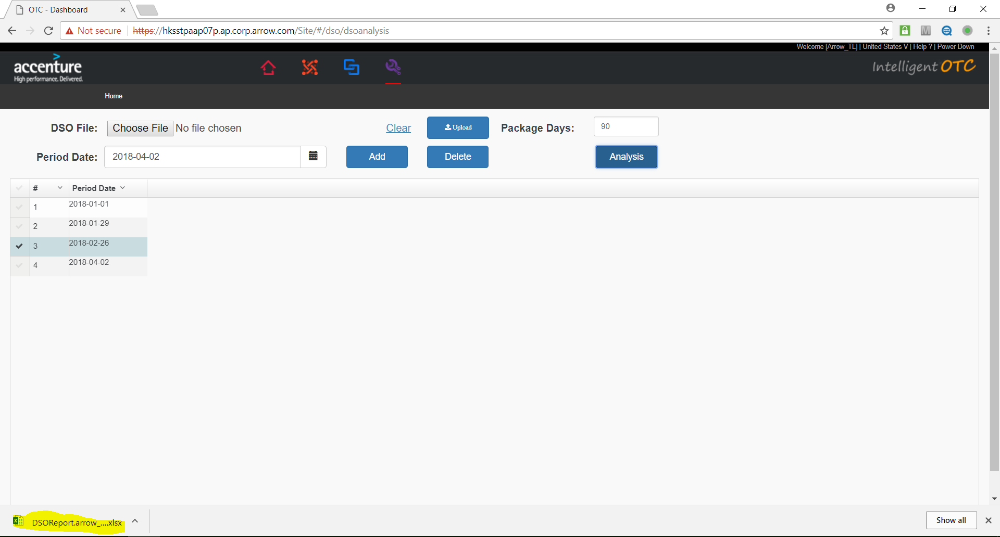 OTC - Dashboard
Not secure https://hksstpaap07p.ap.corp.arrow.com/Site/#/dso/dsoanalysis
Welcome [Arrow_TL] | United States V | Help ? | Power Down
accenture
High performance. Delivered.
Intelligent OTC
Home
DSO File: Choose File No file chosen Clear Upload Package Days: 90
Period Date: 2018-04-02 Add Delete Analysis
# Period Date
1 2018-01-01
2 2018-01-29
3 2018-02-26
4 2018-04-02
DSOReport.arrow_....xlsx Show all